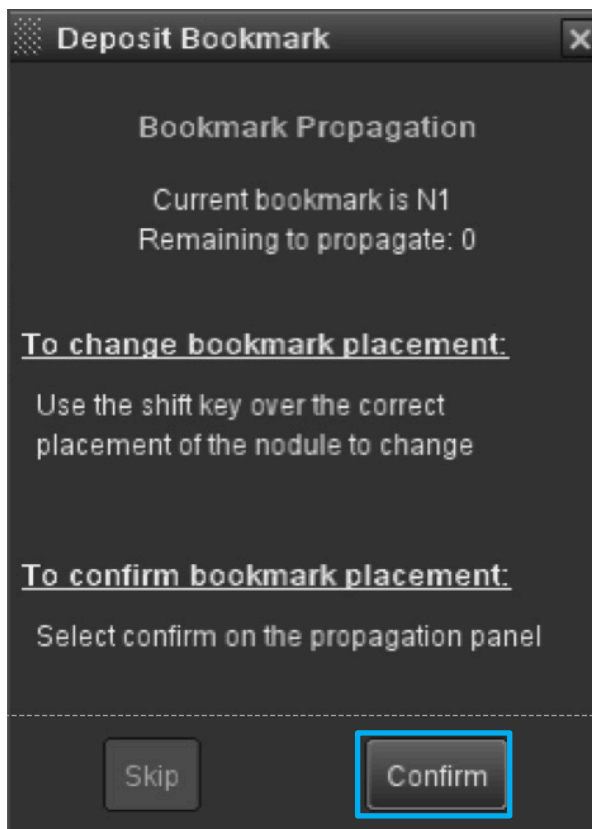 Deposit Bookmark
Bookmark Propagation
Current bookmark is N1
Remaining to propagate: 0
To change bookmark placement:
Use the shift key over the correct
placement of the nodule to change
To confirm bookmark placement:
Select confirm on the propagation panel
Skip
Confirm